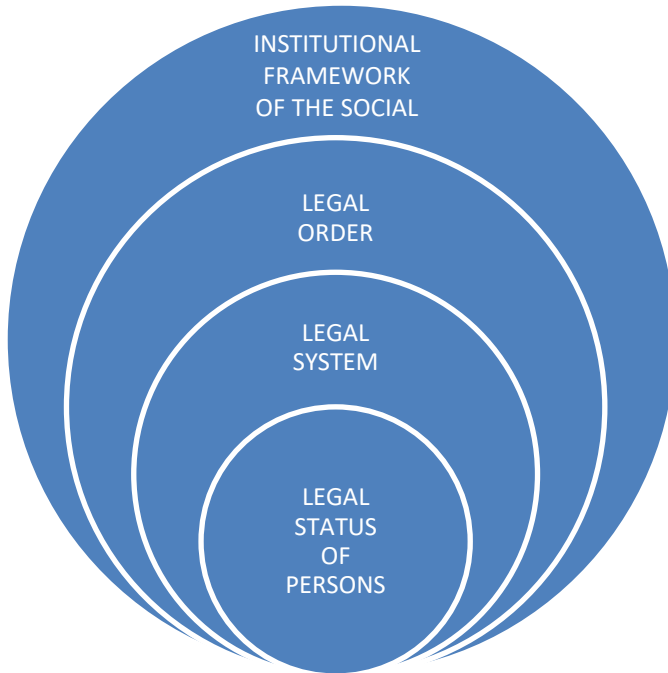 INSTITUTIONAL
FRAMEWORK
OF THE SOCIAL
LEGAL
ORDER
LEGAL
SYSTEM
LEGAL
STATUS
OF
PERSONS